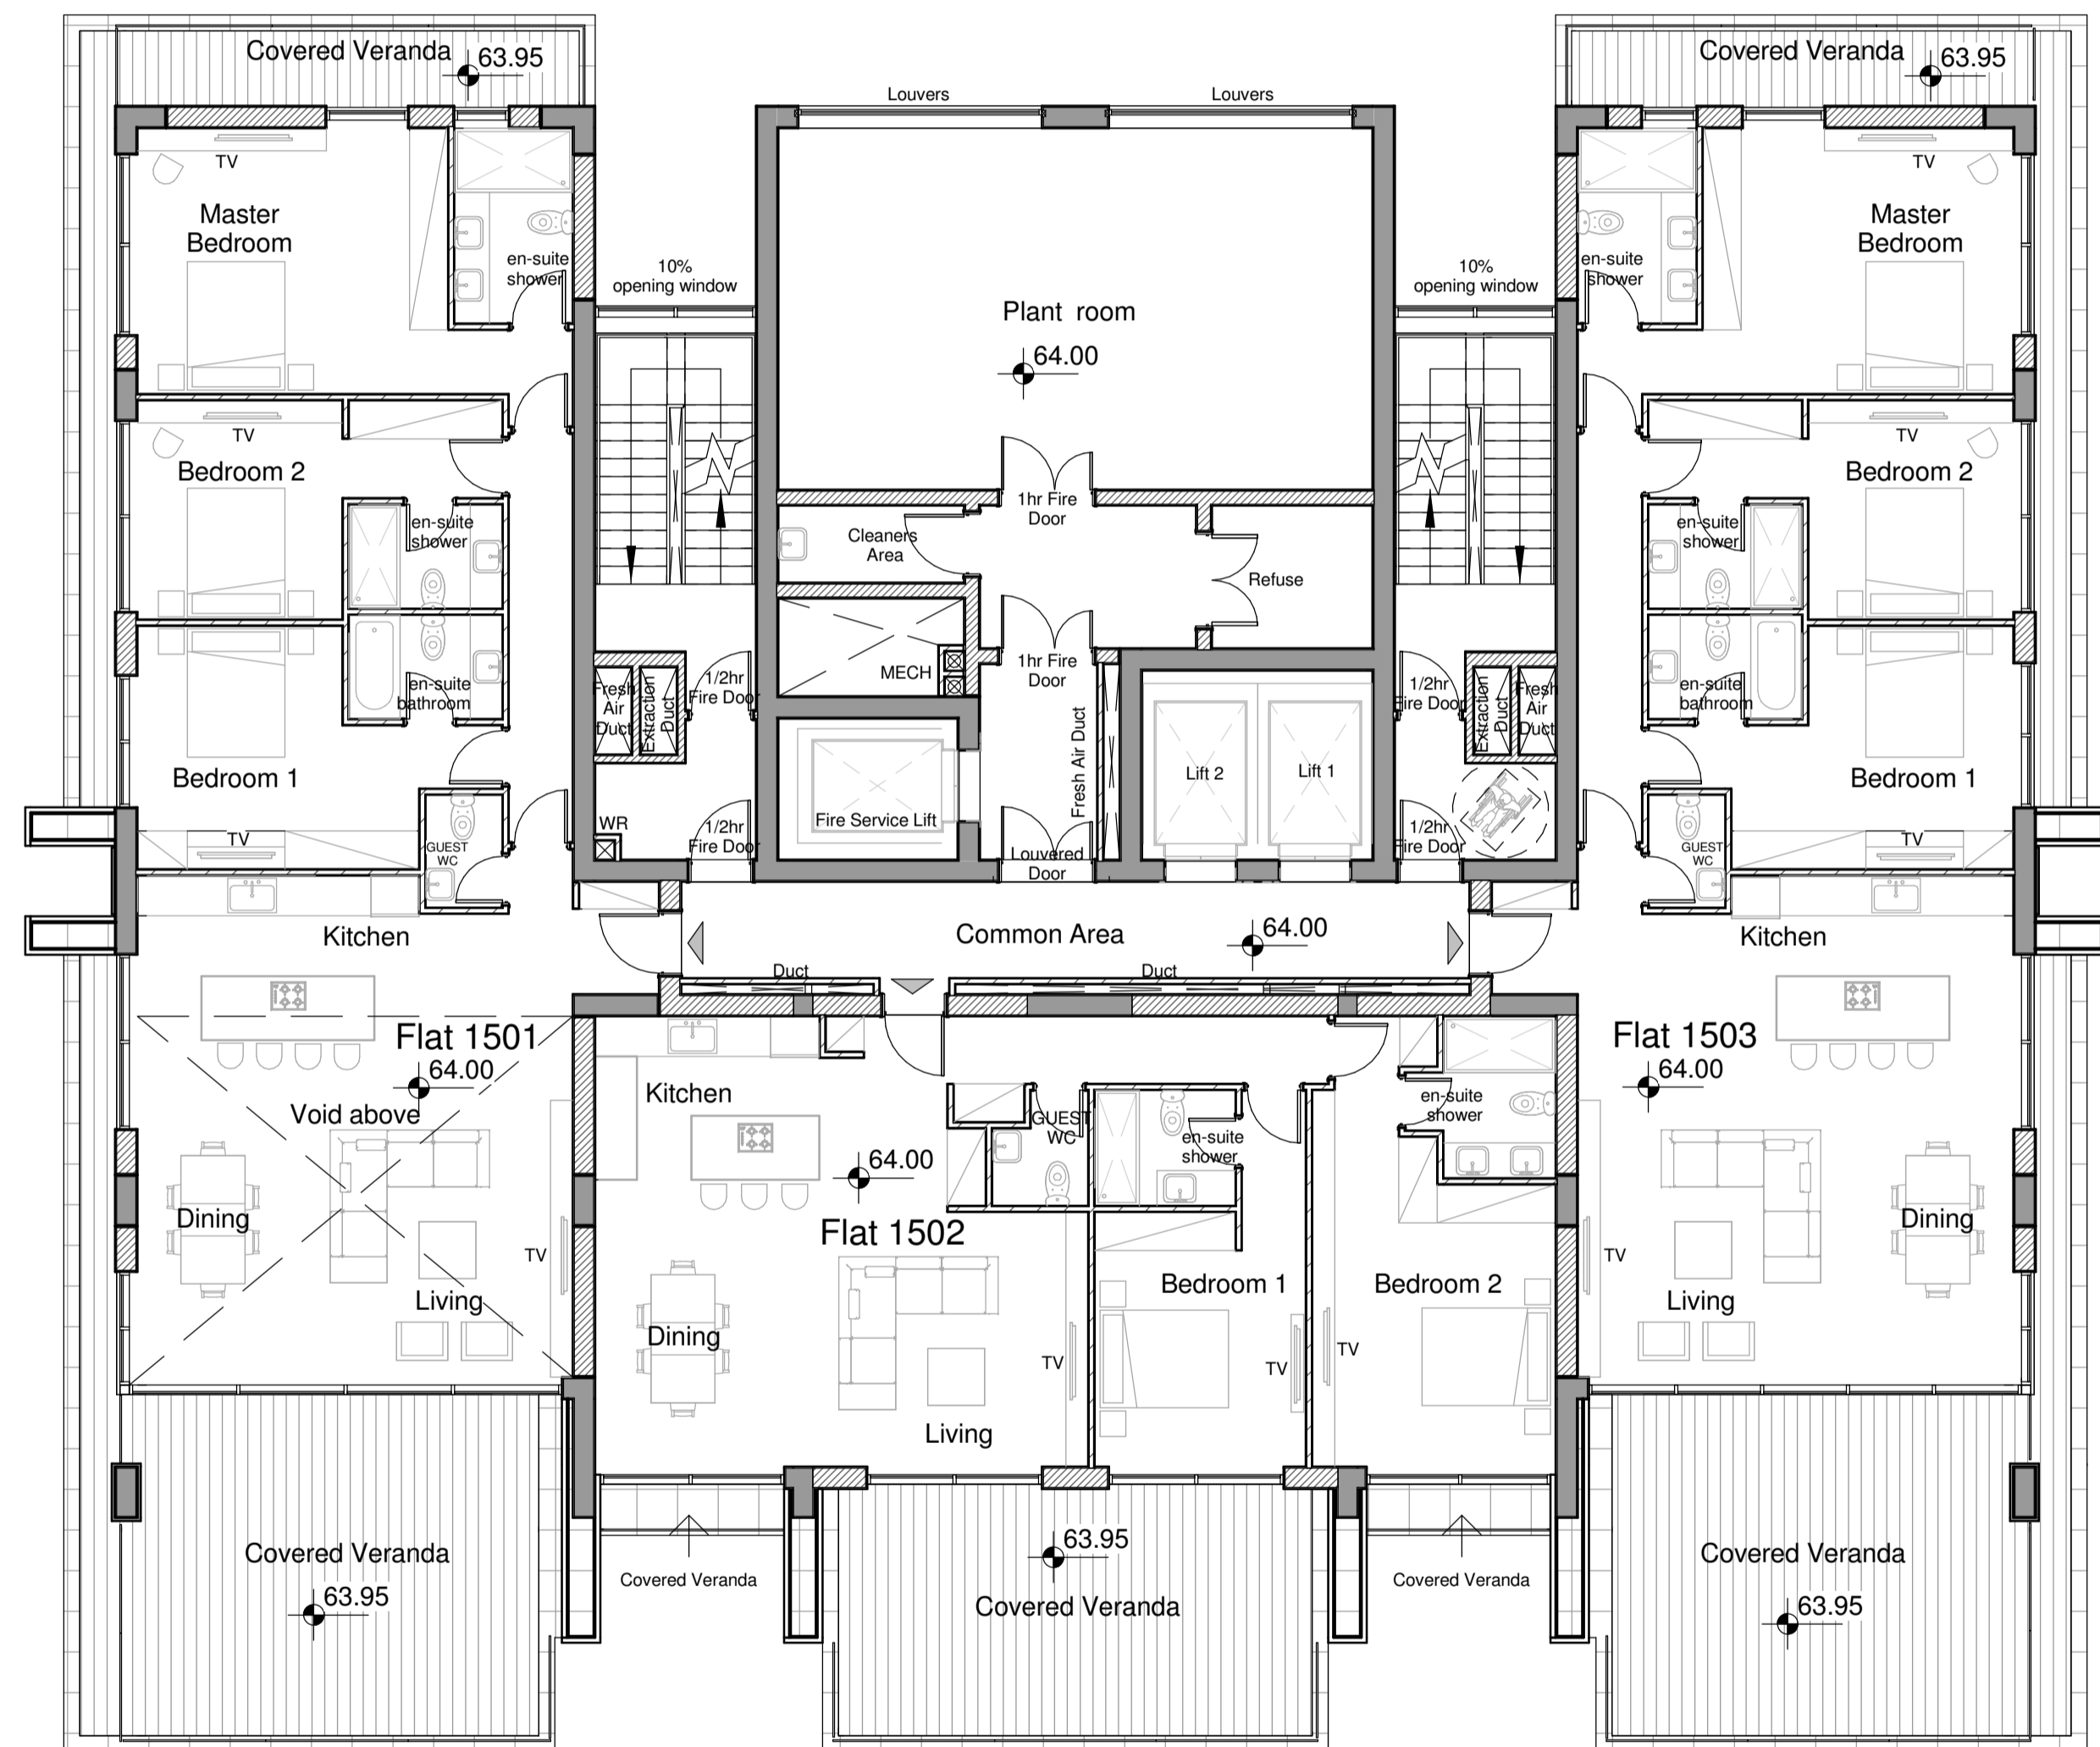 Covered Veranda
63.95
Covered Veranda
63.95
Louvers
Louvers
TV
TV
Master
Bedroom
Master
Bedroom
en-suite
shower
en-suite
shower
10%
opening window
10%
opening window
Plant room
64.00
TV
TV
Bedroom 2
Bedroom 2
1hr Fire
Door
en-suite
shower
en-suite
shower
Cleaners
Area
Refuse
MECH
1hr Fire
Door
1/2hr
Fire Door
1/2hr
Fire Door
Fresh
Air
Duct
Extraction
Duct
Extraction
Duct
Fresh
Air
Duct
en-suite
bathroom
en-suite
bathroom
Fresh Air Duct
Bedroom 1
Bedroom 1
Lift 2
Lift 1
Fire Service Lift
WR
1/2hr
Fire Door
1/2hr
Fire Door
TV
TV
GUEST
WC
GUEST
WC
Louvered
Door
Kitchen
Kitchen
Common Area
64.00
Duct
Duct
Flat 1501
64.00
Void above
Flat 1503
64.00
Kitchen
GUEST
WC
en-suite
shower
en-suite
shower
64.00
Flat 1502
Dining
Dining
TV
TV
Living
Living
Bedroom 1
Bedroom 2
Dining
TV
TV
TV
Living
Covered Veranda
63.95
Covered Veranda
63.95
Covered Veranda
Covered Veranda
Covered Veranda
63.95